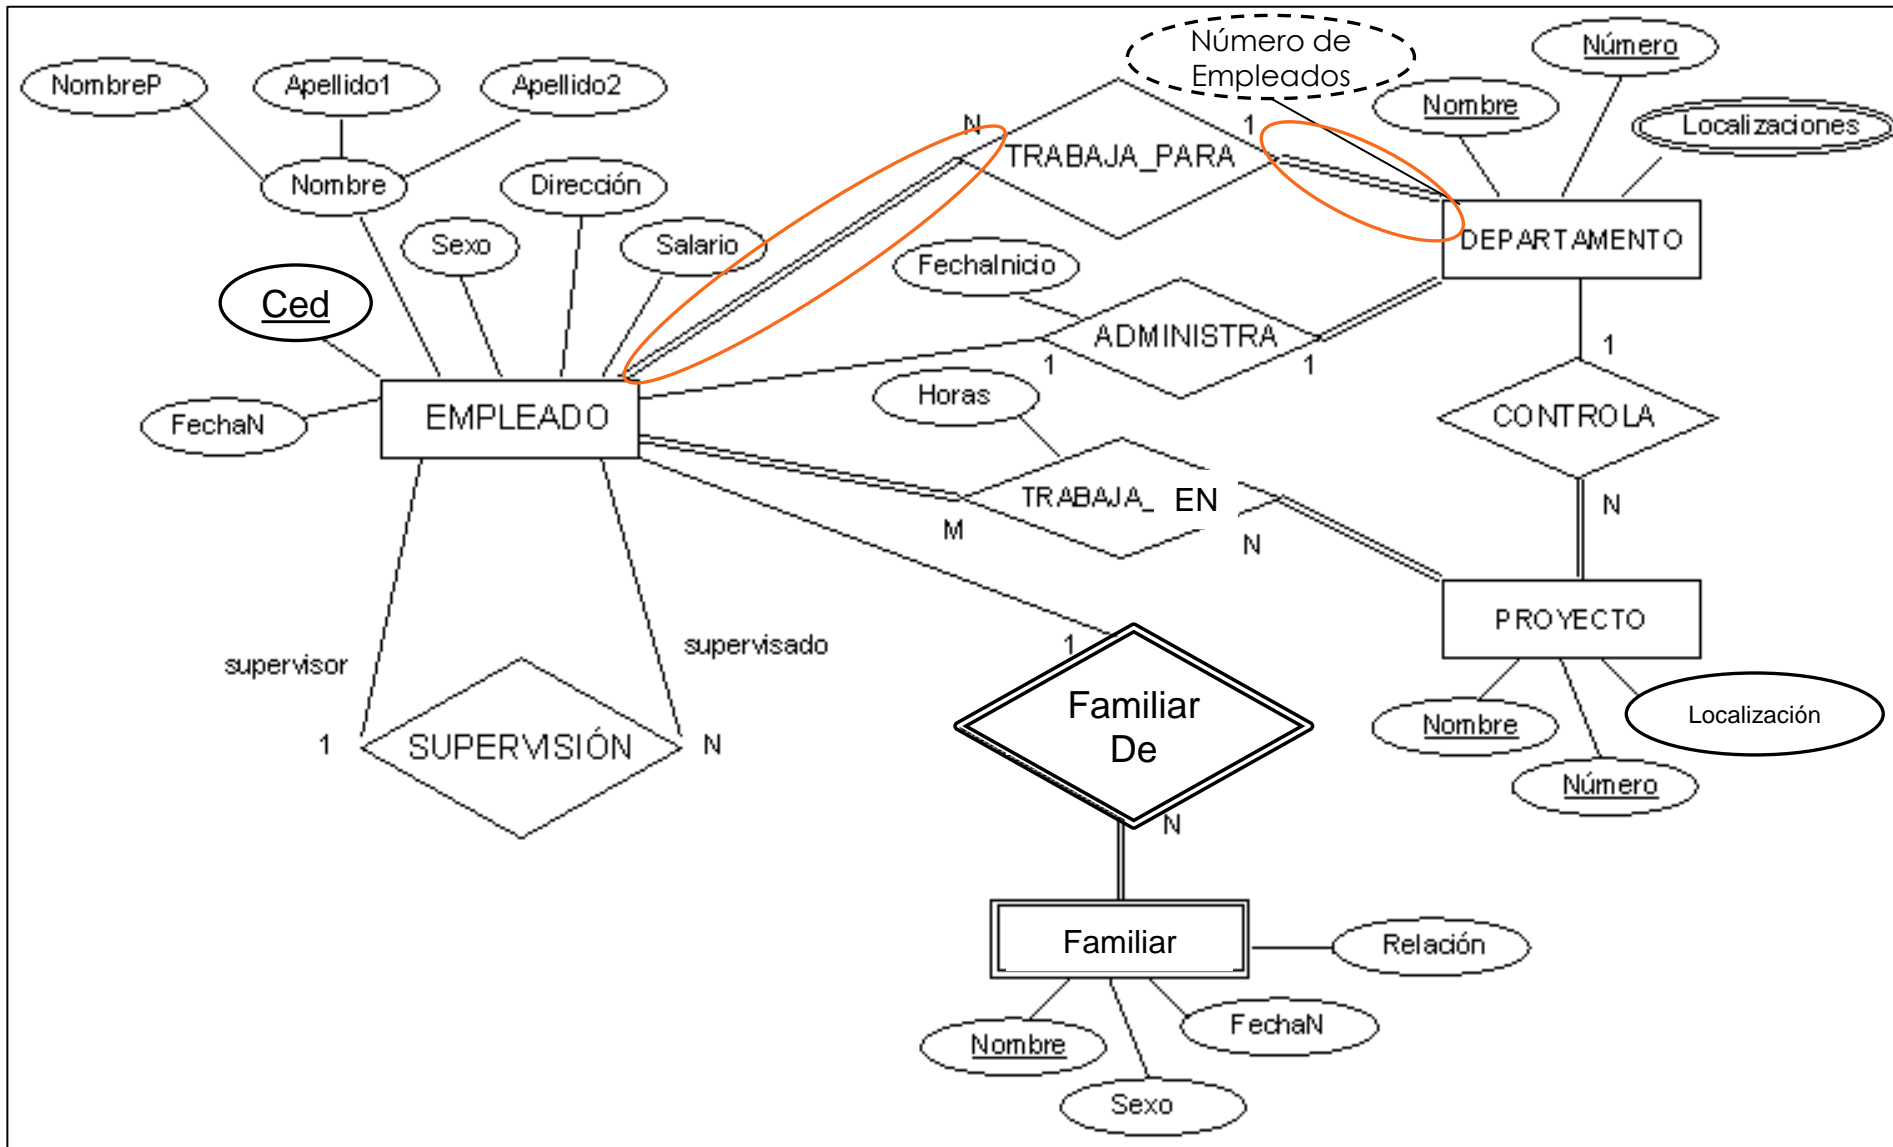 Número de
Empleados
Número
NombreP
Apellido1
Apellido2
Nombre
Localizaciones
N
1
TRABAJA_PARA
Nombre
Dirección
Sexo
Salario
DEPARTAMENTO
FechaInicio
Ced
ADMINISTRA
1
1
1
Horas
EMPLEADO
FechaN
CONTROLA
TRABAJA_ EN
N
M
N
PROYECTO
supervisor
supervisado
1
Familiar
De
Nombre
Localización
1
SUPERVISIÓN
N
Número
N
Familiar
Relación
FechaN
Nombre
Sexo